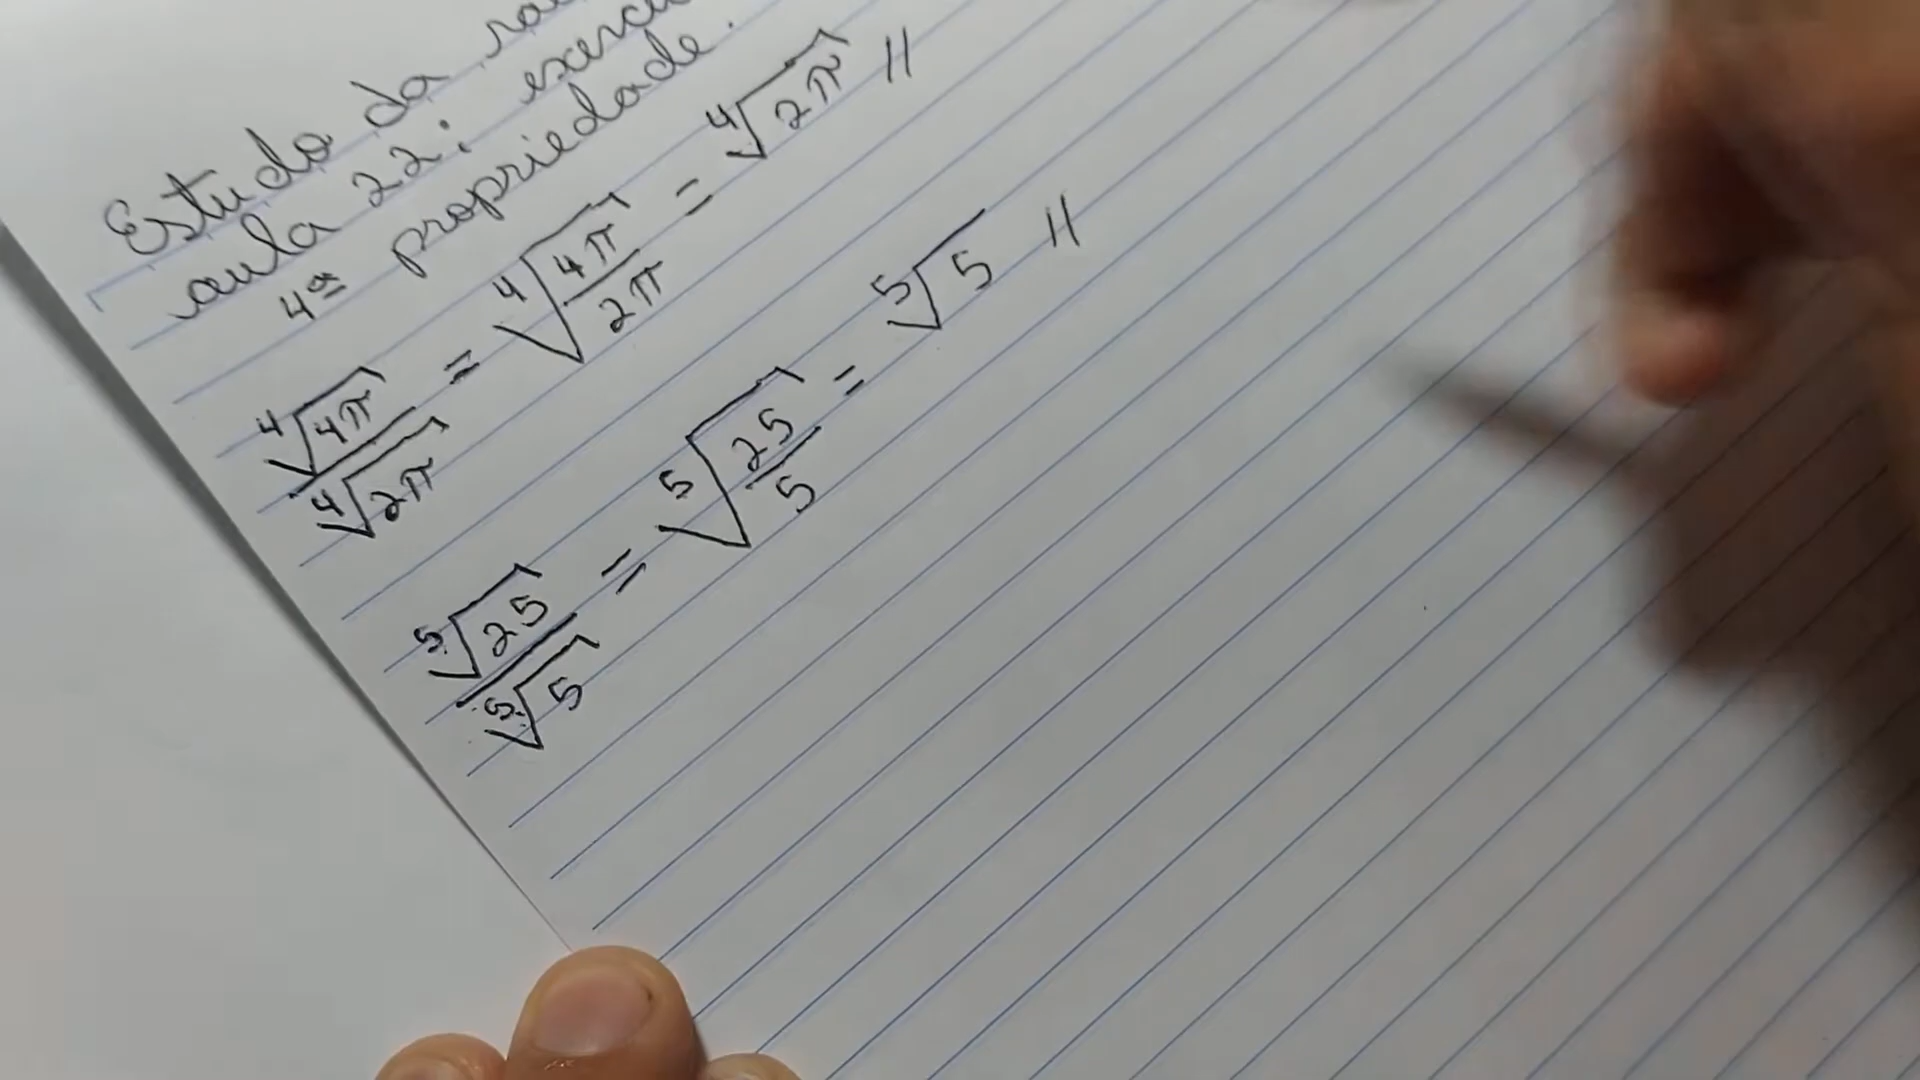 Estudo da
aula 22:
4ª propriedade.
⁴√4π / ⁴√2π = ⁴√(4π/2π) = ⁴√2π //
⁵√25 / ⁵√5 = ⁵√(25/5) = ⁵√5 //